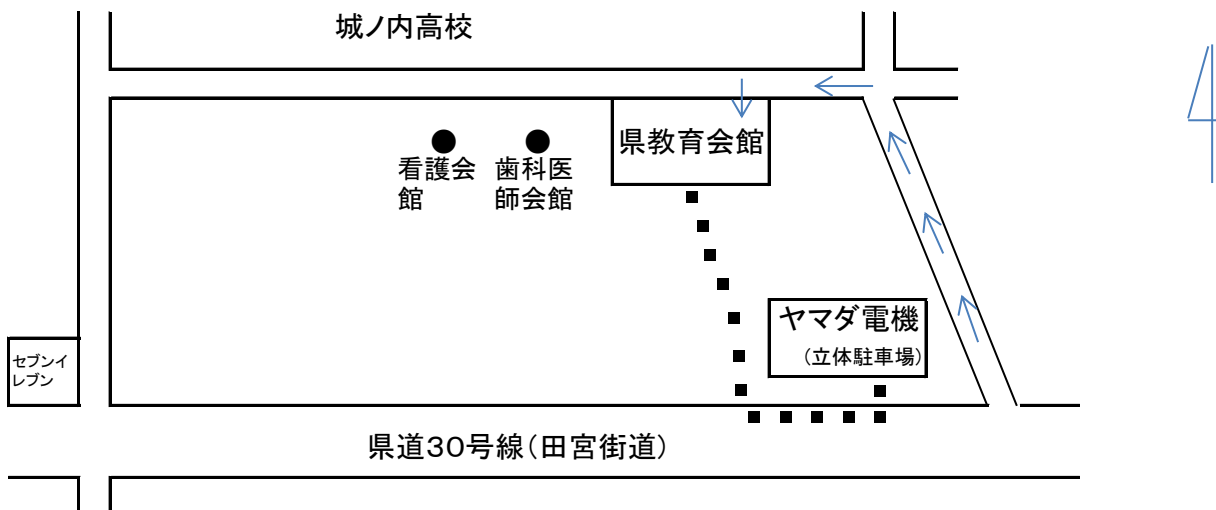 城ノ内高校
県教育会館
看護会
館
歯科医
師会館
ヤマダ電機
(立体駐車場)
セブンイ
レブン
県道30号線(田宮街道)